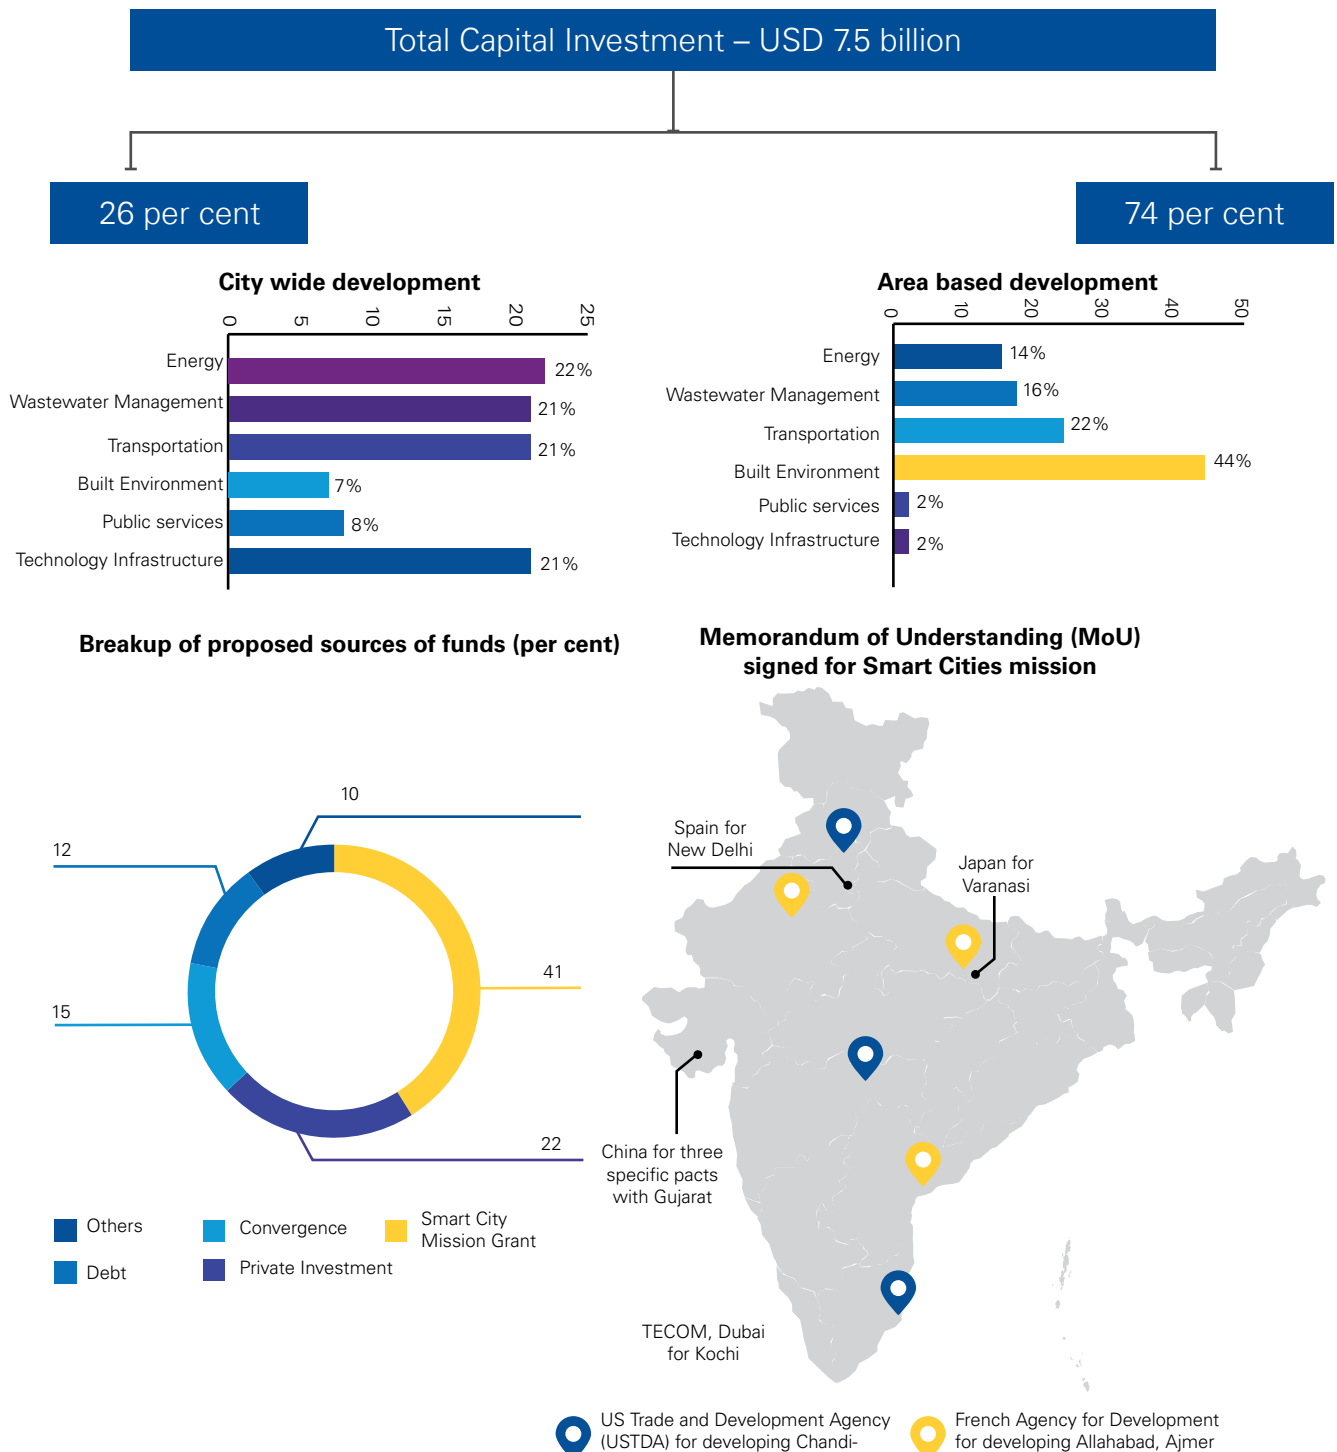 Total Capital Investment – USD 7.5 billion
26 per cent
74 per cent
City wide development
0 5 10 15 20 25
Energy 22%
Wastewater Management 21%
Transportation 21%
Built Environment 7%
Public services 8%
Technology Infrastructure 21%
Area based development
0 10 20 30 40 50
Energy 14%
Wastewater Management 16%
Transportation 22%
Built Environment 44%
Public services 2%
Technology Infrastructure 2%
Breakup of proposed sources of funds (per cent)
10
12
41
15
22
Others
Convergence
Smart City
Mission Grant
Debt
Private Investment
Memorandum of Understanding (MoU)
signed for Smart Cities mission
Spain for
New Delhi
Japan for
Varanasi
China for three
specific pacts
with Gujarat
TECOM, Dubai
for Kochi
US Trade and Development Agency
(USTDA) for developing Chandi-
French Agency for Development
for developing Allahabad, Ajmer